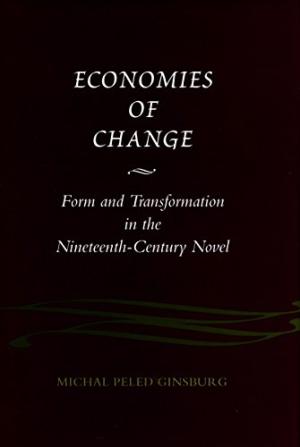 ECONOMIES
OF
CHANGE
Form and Transformation
in the
Nineteenth-Century Novel
MICHAL PELED GINSBURG